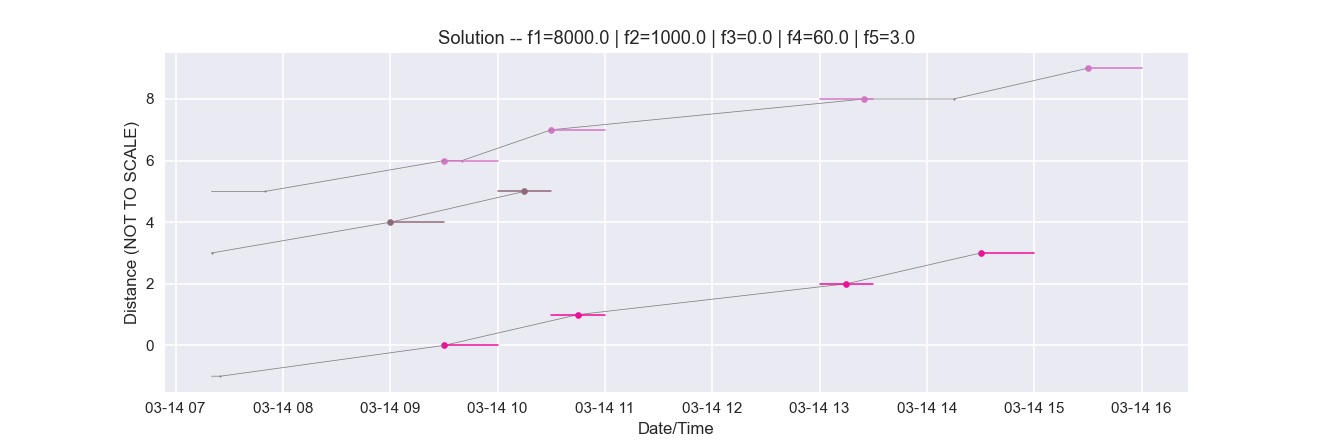 Solution -- f1=8000.0 | f2=1000.0 | f3=0.0 | f4=60.0 | f5=3.0
Distance (NOT TO SCALE)
8
6
4
2
0
03-14 07 03-14 08 03-14 09 03-14 10 03-14 11 03-14 12 03-14 13 03-14 14 03-14 15 03-14 16
Date/Time